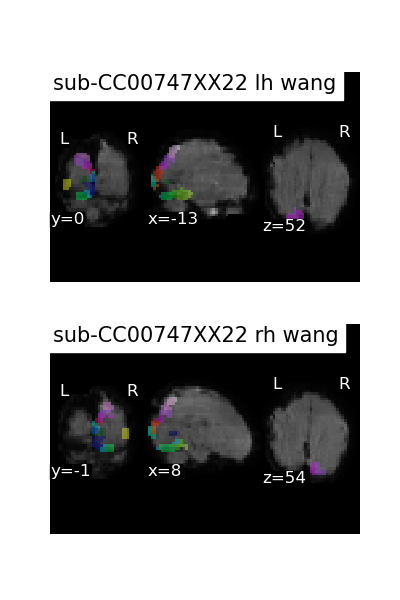 sub-CC00747XX22 lh wang
L R L R
y=0 x=-13 z=52
sub-CC00747XX22 rh wang
L R L R
y=-1 x=8 z=54